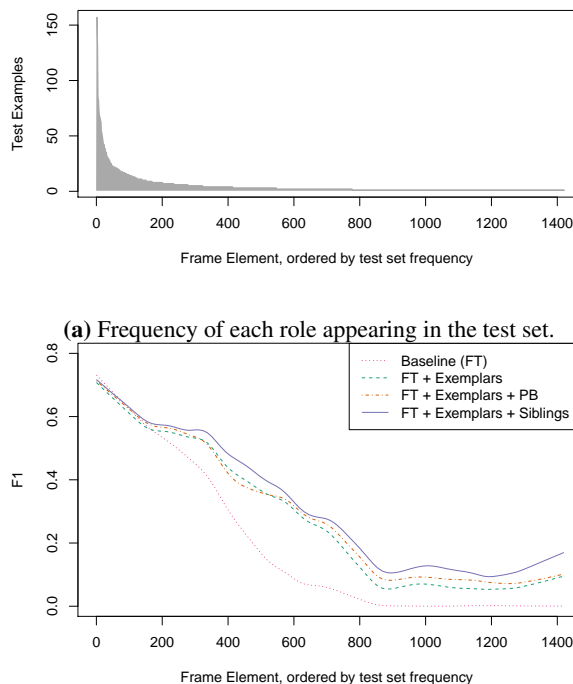 150
100
50
0
Test Examples
0 200 400 600 800 1000 1200 1400
Frame Element, ordered by test set frequency
(a) Frequency of each role appearing in the test set.
0.8
0.6
0.4
0.2
0.0
F1
Baseline (FT)
FT + Exemplars
FT + Exemplars + PB
FT + Exemplars + Siblings
0 200 400 600 800 1000 1200 1400
Frame Element, ordered by test set frequency